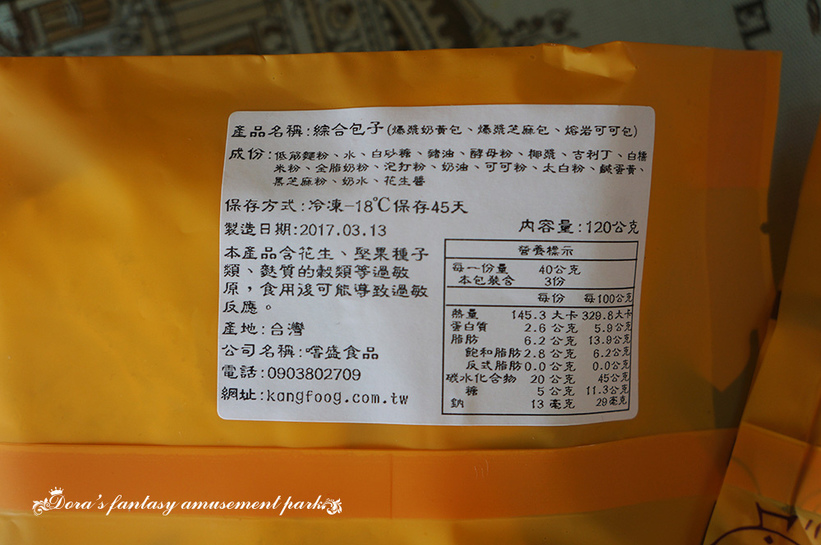 產品名稱:綜合包子(爆漿奶黃包、爆漿芝麻包、熔岩可可包)
成份:低筋麵粉、水、白砂糖、豬油、酵母粉、椰漿、吉利丁、白糯
米粉、全脂奶粉、泡打粉、奶油、可可粉、太白粉、鹹蛋黃、
黑芝麻粉、奶水、花生醬
保存方式:冷凍-18℃保存45天
製造日期:2017.03.13
內容量:120公克
本產品含花生、堅果種子
類、麩質的穀類等過敏
原,食用後可能導致過敏
反應。
產地:台灣
公司名稱:嚐盛食品
電話:0903802709
網址:kangfoog.com.tw
營養標示
每一份量 40公克
本包裝含 3份
每份 每100公克
熱量 145.3 大卡 329.8大卡
蛋白質 2.6 公克 5.9公克
脂肪 6.2 公克 13.9公克
飽和脂肪 2.8 公克 6.2公克
反式脂肪 0.0 公克 0.0公克
碳水化合物 20 公克 45公克
糖 5 公克 11.3公克
鈉 13 毫克 29毫克
Dora's fantasy amusement park